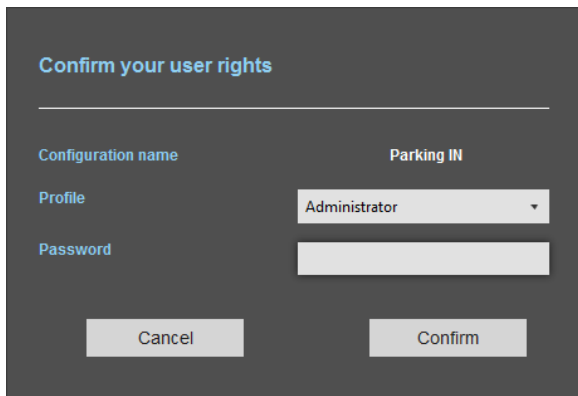 Confirm your user rights
Configuration name Parking IN
Profile Administrator
Password
Cancel Confirm